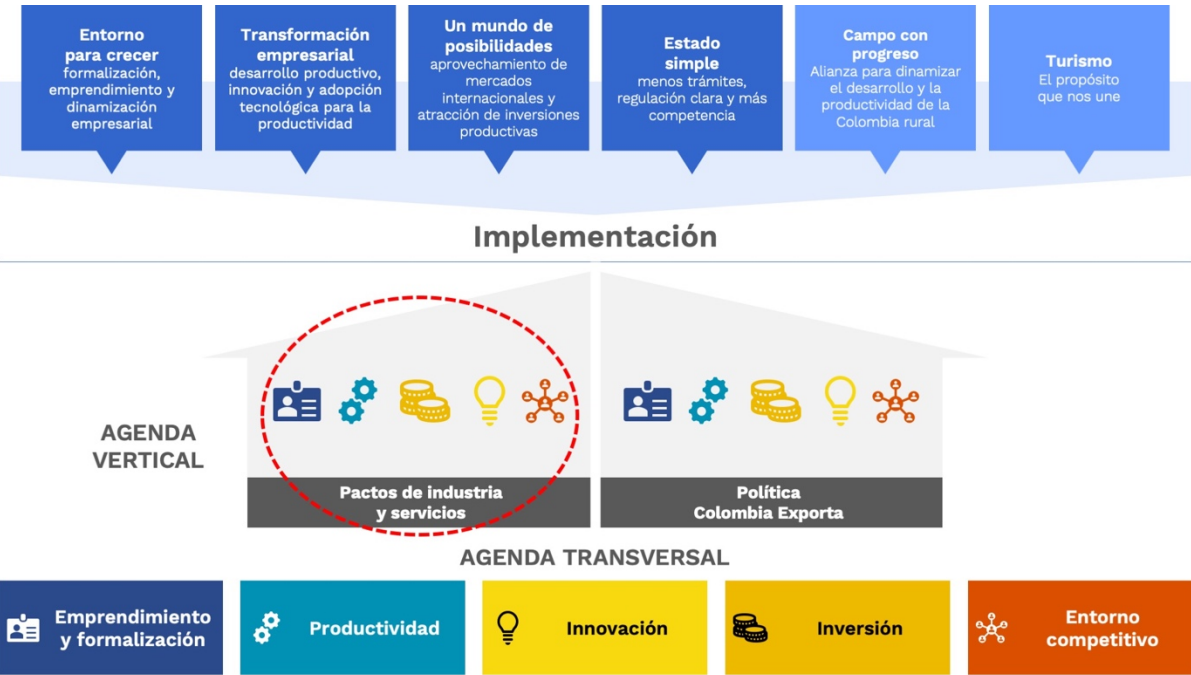 Entorno
para crecer
formalización,
emprendimiento y
dinamización
empresarial
Transformación
empresarial
desarrollo productivo,
innovación y adopción
tecnológica para la
productividad
Un mundo de
posibilidades
aprovechamiento de
mercados
internacionales y
atracción de inversiones
productivas
Estado
simple
menos trámites,
regulación clara y más
competencia
Campo con
progreso
Alianza para dinamizar
el desarrollo y la
productividad de la
Colombia rural
Turismo
El propósito
que nos une
Implementación
AGENDA
VERTICAL
Pactos de industria
y servicios
Política
Colombia Exporta
AGENDA TRANSVERSAL
Emprendimiento
y formalización
Productividad
Innovación
Inversión
Entorno
competitivo